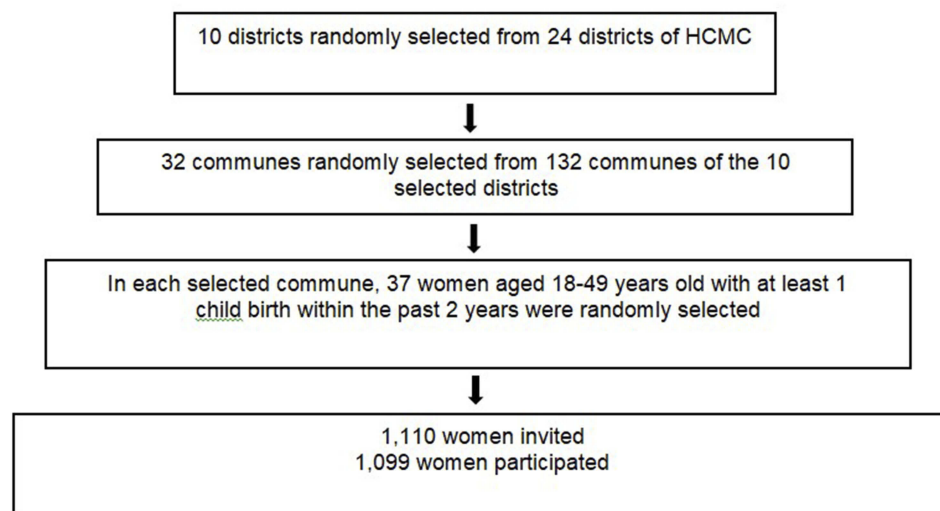 10 districts randomly selected from 24 districts of HCMC
32 communes randomly selected from 132 communes of the 10
selected districts
In each selected commune, 37 women aged 18-49 years old with at least 1
child birth within the past 2 years were randomly selected
1,110 women invited
1,099 women participated